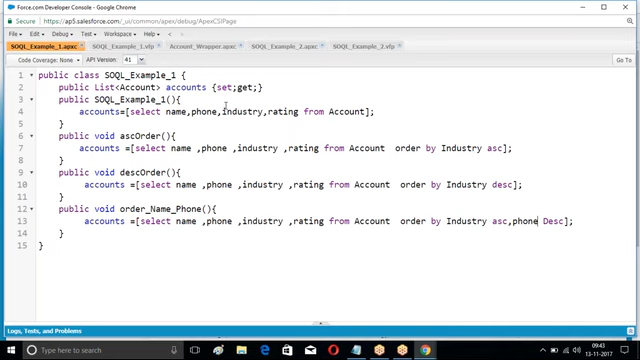 Force.com Developer Console - Google Chrome
Secure https://ap5.salesforce.com/_ui/common/apex/debug/ApexCSIPage
File Edit Debug Test Workspace Help < >
SOQL_Example_1.apxc SOQL_Example_1.vfp Account_Wrapper.apxc SOQL_Example_2.apxc SOQL_Example_2.vfp
Code Coverage: None API Version: 41 Go To
1 public class SOQL_Example_1 {
2 public List<Account> accounts {set;get;}
3 public SOQL_Example_1(){
4 accounts=[select name,phone,industry,rating from Account];
5 }
6 public void ascOrder(){
7 accounts =[select name ,phone ,industry ,rating from Account order by Industry asc];
8 }
9 public void descOrder(){
10 accounts =[select name ,phone ,industry ,rating from Account order by Industry desc];
11 }
12 public void order_Name_Phone(){
13 accounts =[select name ,phone ,industry ,rating from Account order by Industry asc,phone Desc];
14 }
15 }
Logs, Tests, and Problems
Type here to search
09:43
13-11-2017